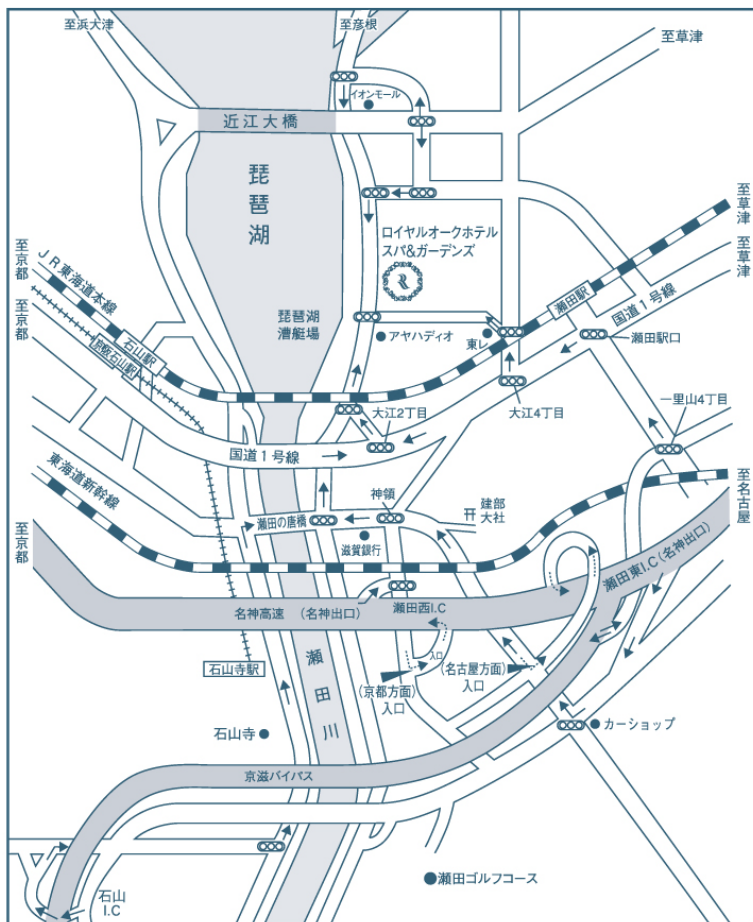 至浜大津
至彦根
至草津
イオンモール
近江大橋
琵琶湖
至草津
至京都
JR東海道本線
ロイヤルオークホテル
スパ&ガーデンズ
R
至草津
瀬田駅
国道1号線
至京都
石山駅
京阪石山駅
琵琶湖
漕艇場
アヤハディオ
東レ
瀬田駅口
大江2丁目
大江4丁目
一里山4丁目
国道1号線
東海道新幹線
至名古屋
神領
建部
大社
瀬田の唐橋
滋賀銀行
至京都
瀬田東I.C(名神出口)
名神高速 (名神出口)
瀬田西I.C
瀬田川
入口
石山寺駅
(京都方面)
入口
(名古屋方面)
入口
石山寺
カーショップ
京滋バイパス
瀬田ゴルフコース
石山
I.C